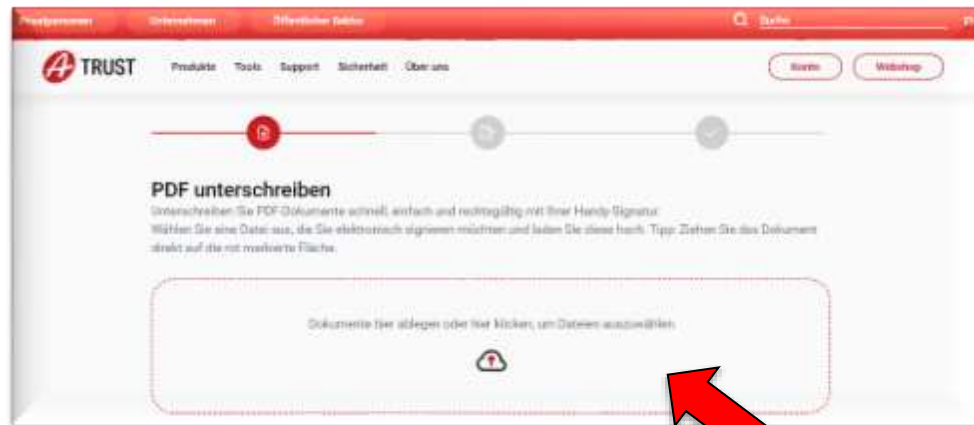 Privatpersonen Unternehmen Öffentlicher Sektor Suche
A TRUST Produkte Tools Support Sicherheit Über uns Konto Webshop
PDF unterschreiben
Unterschreiben Sie PDF-Dokumente schnell, einfach und rechtsgültig mit Ihrer Handy-Signatur.
Wählen Sie eine Datei aus, die Sie elektronisch signieren möchten und laden Sie diese hoch. Tipp: Ziehen Sie das Dokument
direkt auf die rot markierte Fläche.
Dokumente hier ablegen oder hier klicken, um Dateien auszuwählen.